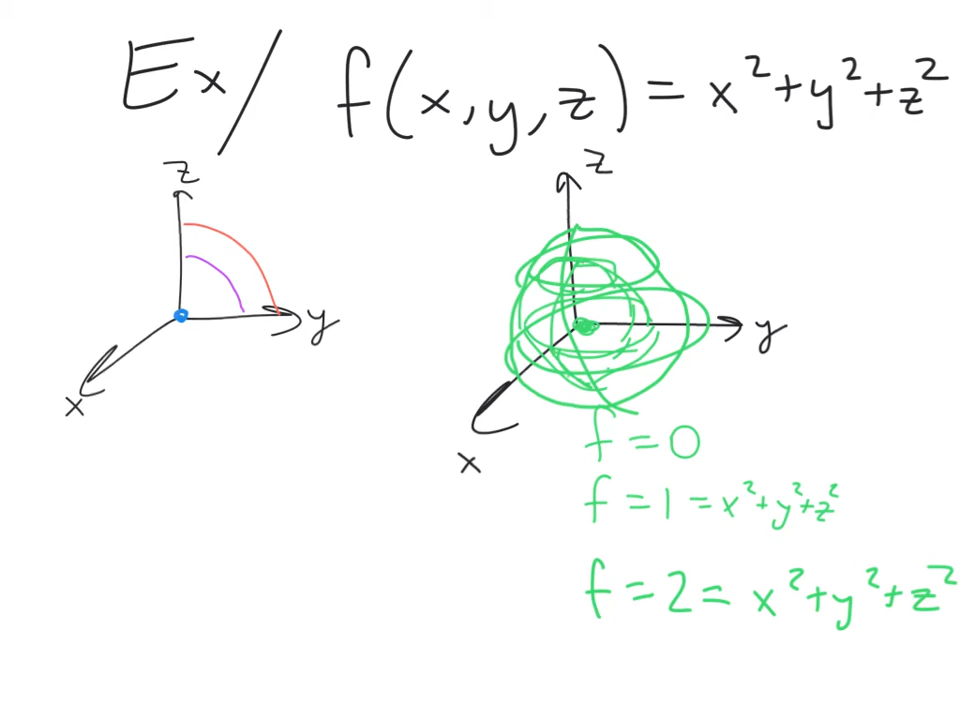 Ex/ f(x,y,z) = x²+y²+z²
z
y
x
z
y
x
f = 0
f = 1 = x²+y²+z²
f = 2 = x²+y²+z²